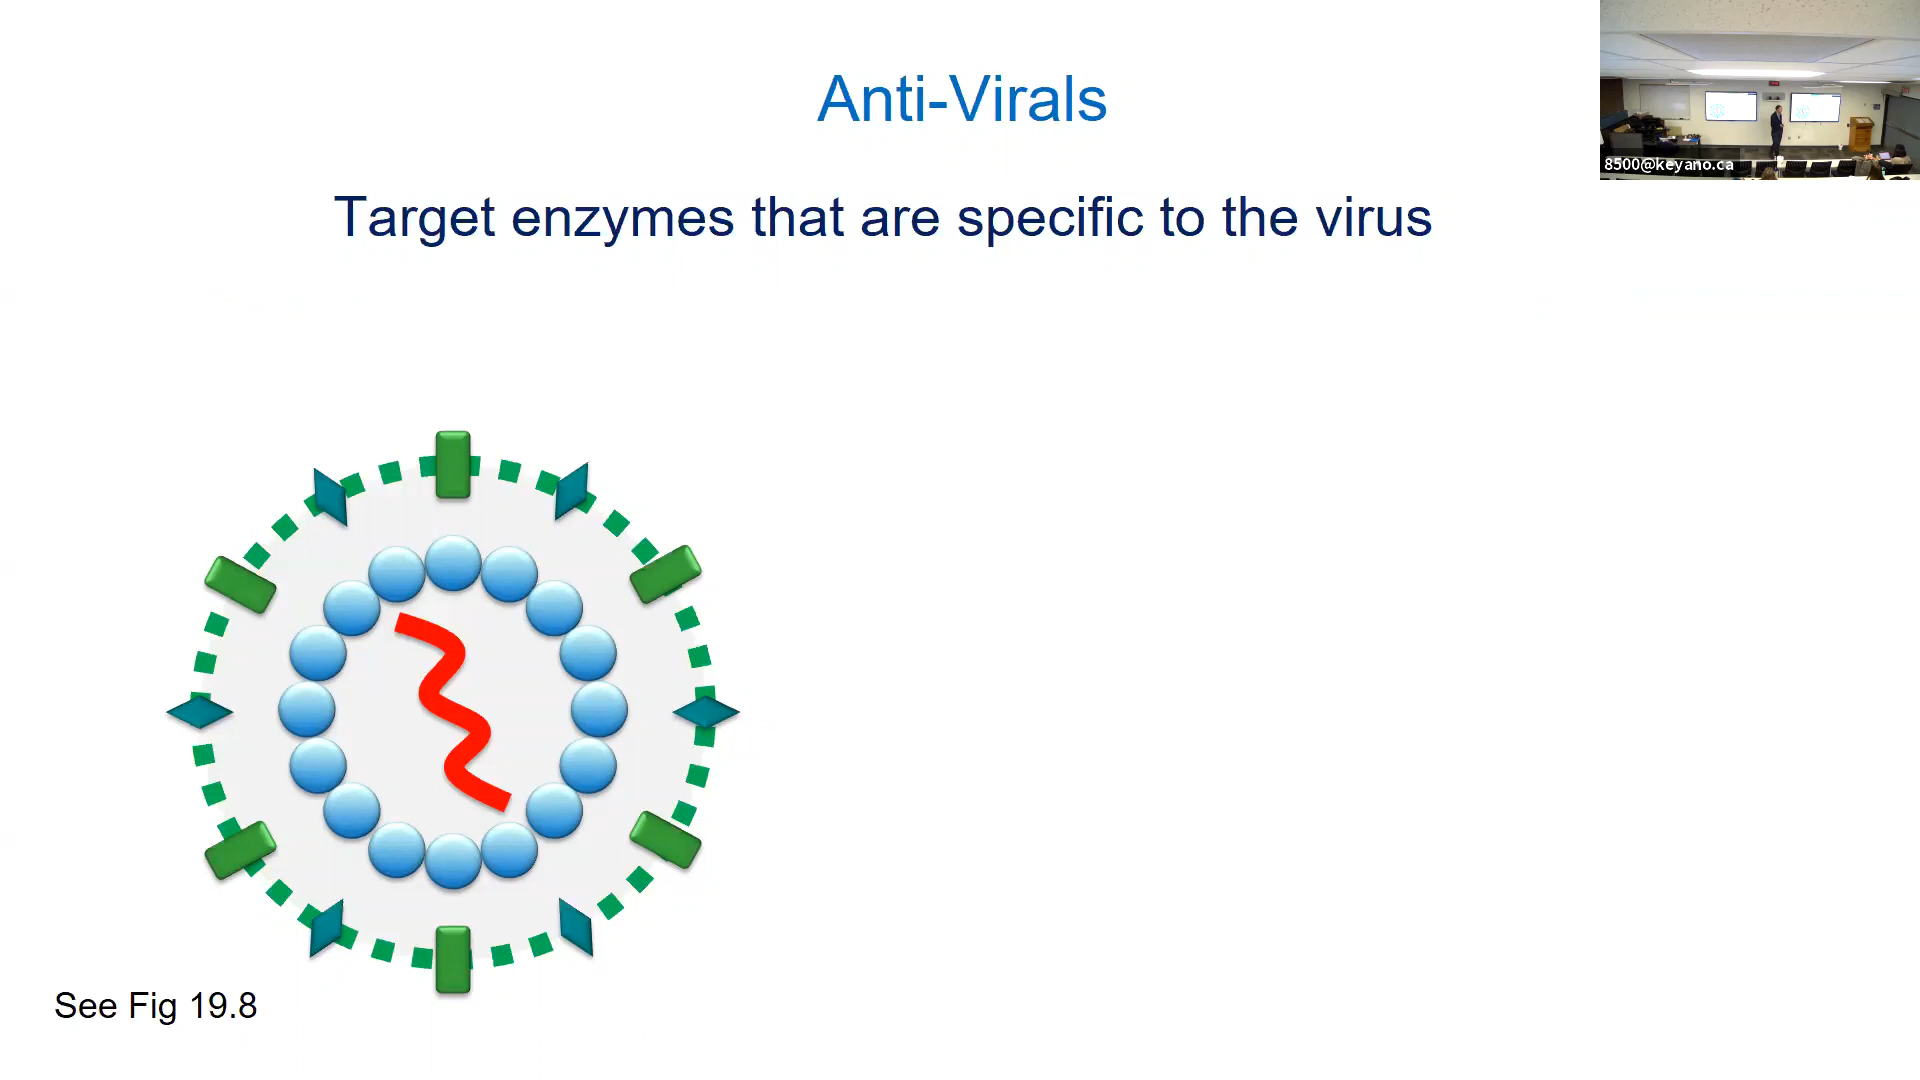 Anti-Virals
8500@keyano.ca
Target enzymes that are specific to the virus
See Fig 19.8